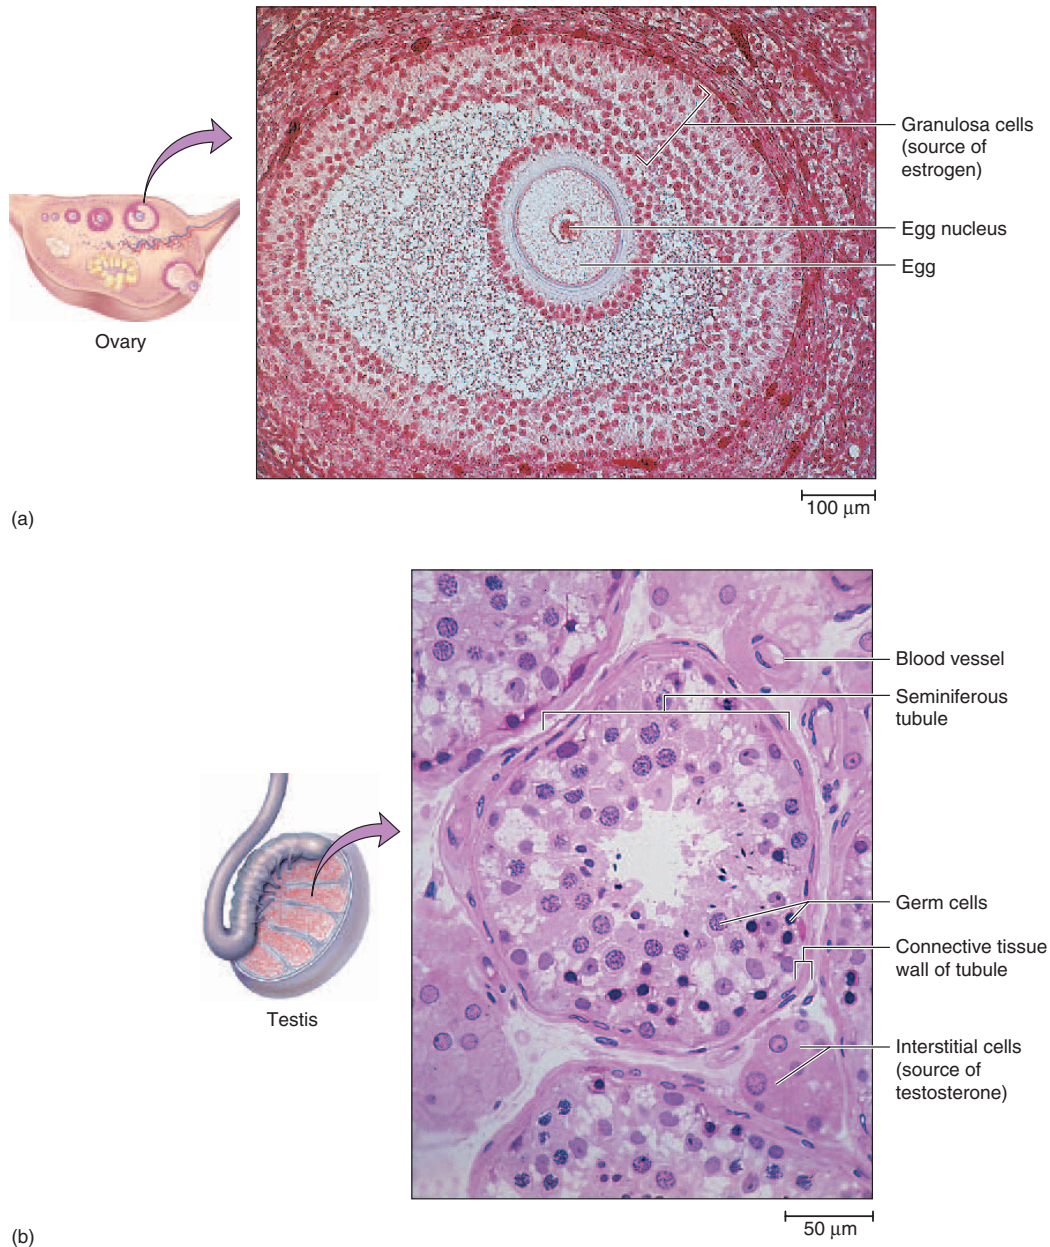 Granulosa cells
(source of
estrogen)
Egg nucleus
Egg
Ovary
100 μm
(a)
Blood vessel
Seminiferous
tubule
Germ cells
Connective tissue
wall of tubule
Testis
Interstitial cells
(source of
testosterone)
50 μm
(b)